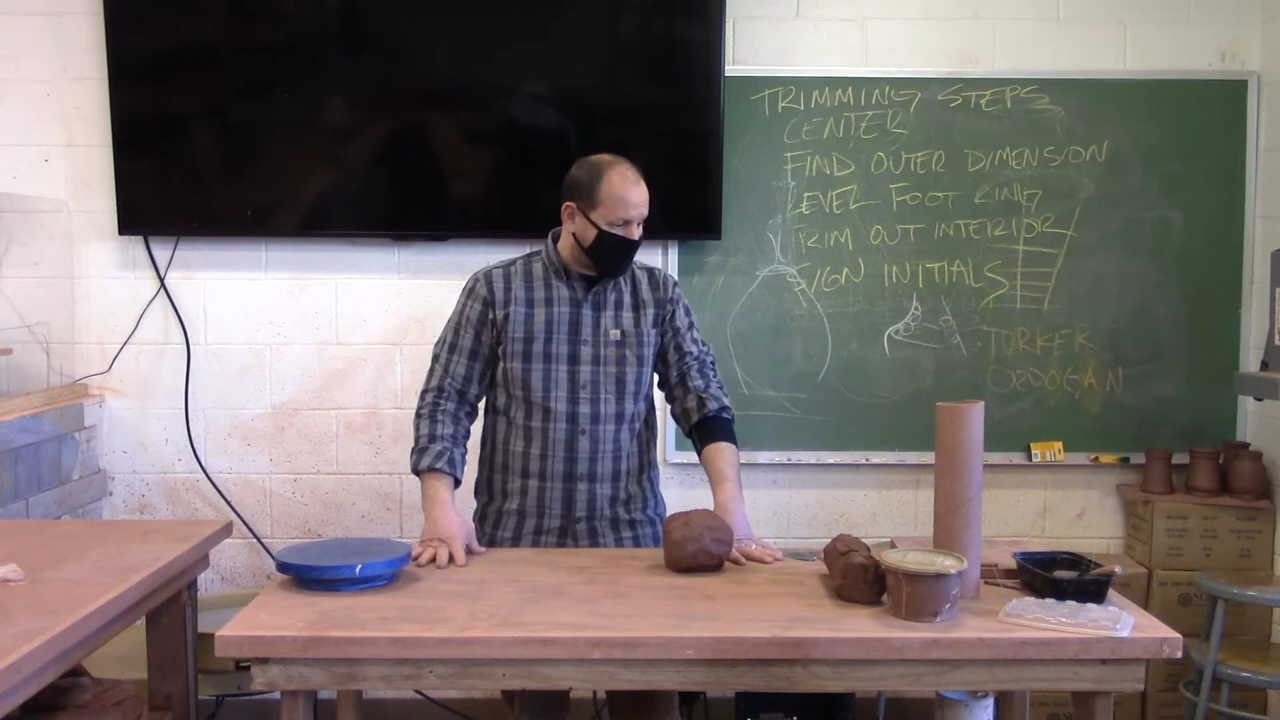 TRIMMING STEPS
CENTER
FIND OUTER DIMENSION
LEVEL FOOT RING
TRIM OUT INTERIOR
SIGN INITIALS
TURKER
OZDOGAN